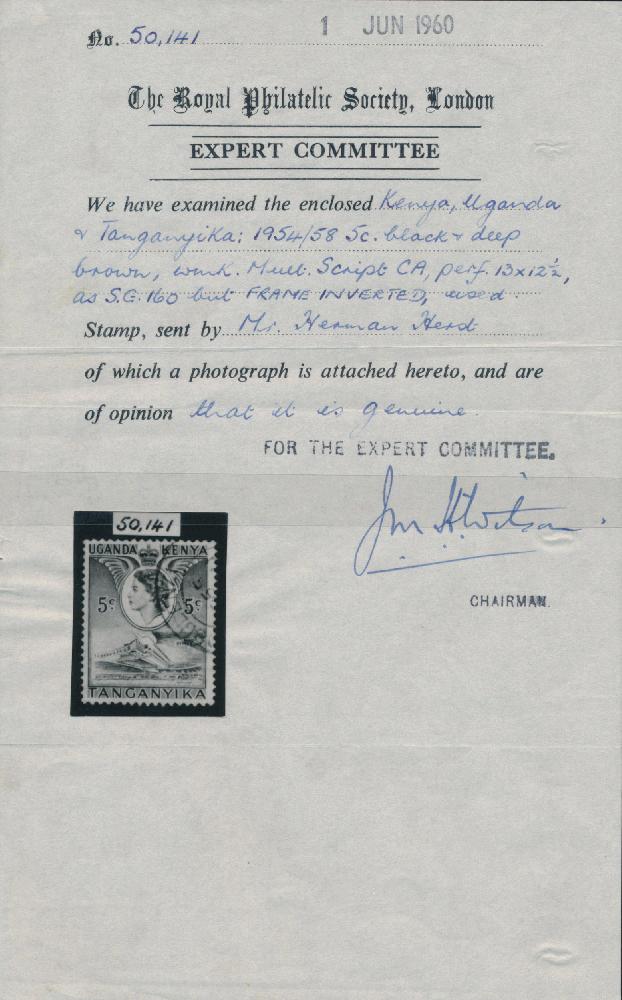 No. 50,141
1 JUN 1960
The Royal Philatelic Society, London
EXPERT COMMITTEE
We have examined the enclosed Kenya, Uganda
& Tanganyika: 1954/58 5c. black & deep
brown, wmk. Mult. Script CA, perf. 13x12½,
as S.G. 160 but FRAME INVERTED, used.
Stamp, sent by Mr. Herman Herst
of which a photograph is attached hereto, and are
of opinion that it is genuine.
FOR THE EXPERT COMMITTEE.
CHAIRMAN.
50,141
UGANDA KENYA
5c 5c
TANGANYIKA